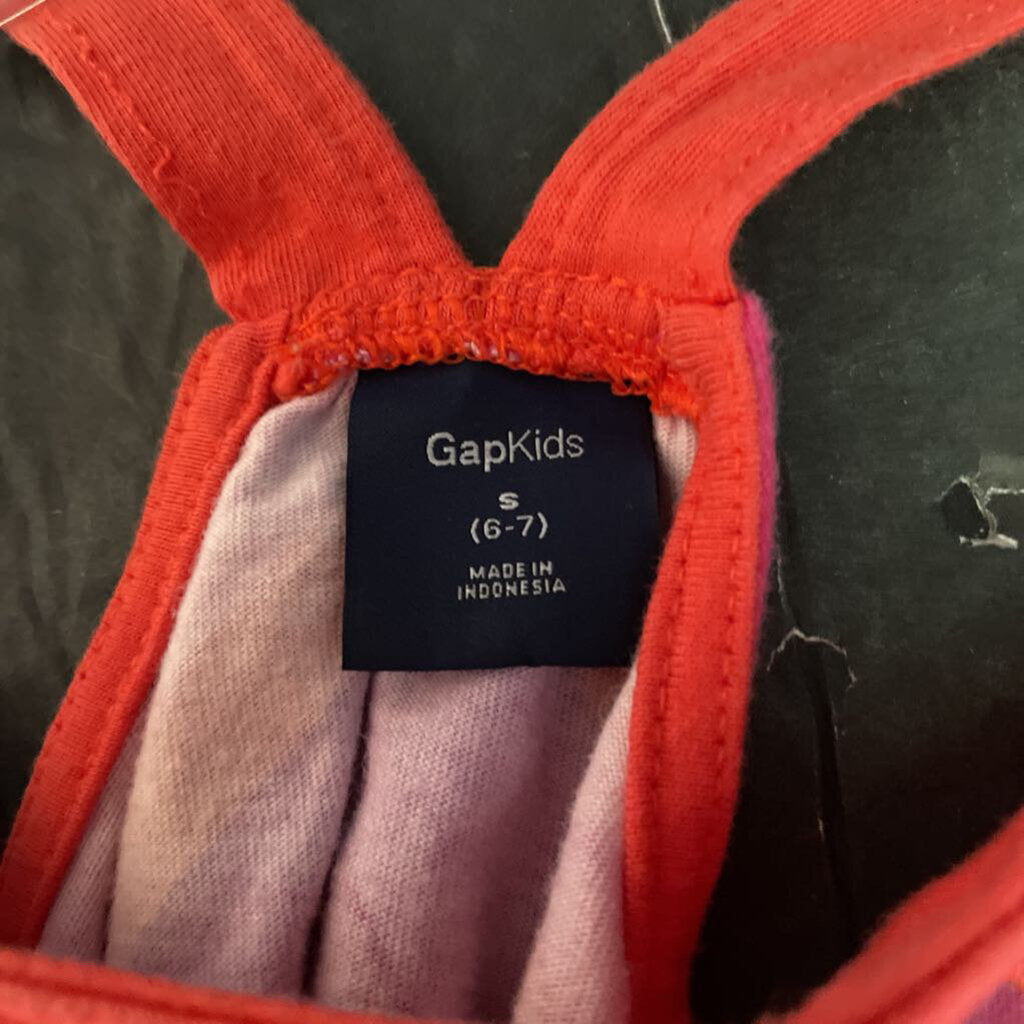 GapKids
S
(6-7)
MADE IN
INDONESIA